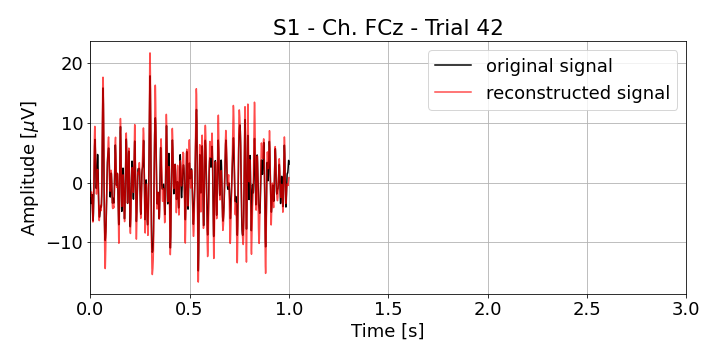 S1 - Ch. FCz - Trial 42
original signal
reconstructed signal
Amplitude [μV]
20
10
0
−10
0.0 0.5 1.0 1.5 2.0 2.5 3.0
Time [s]